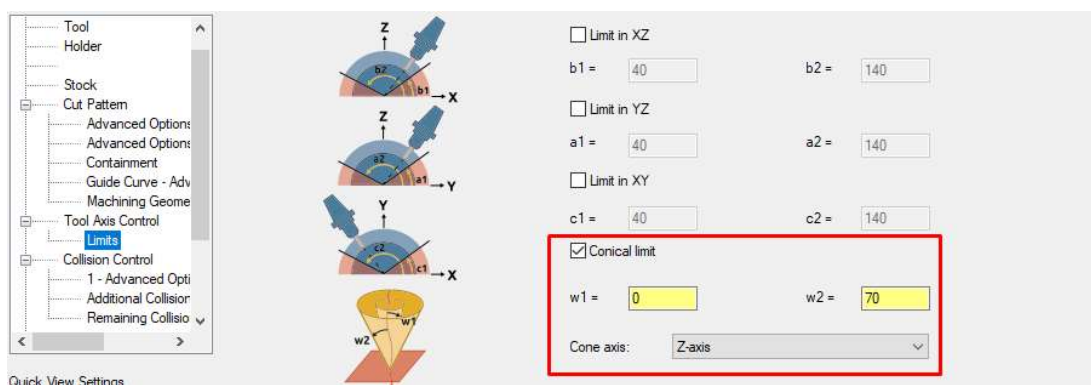 Tool
Holder
Stock
Cut Pattern
Advanced Options
Advanced Options
Containment
Guide Curve - Adv
Machining Geome
Tool Axis Control
Limits
Collision Control
1 - Advanced Opti
Additional Collision
Remaining Collisio
Quick View Settings
Z
b2
b1
X
Z
a2
a1
Y
Y
c2
c1
X
w1
w2
Limit in XZ
b1 = 40 b2 = 140
Limit in YZ
a1 = 40 a2 = 140
Limit in XY
c1 = 40 c2 = 140
Conical limit
w1 = 0 w2 = 70
Cone axis: Z-axis